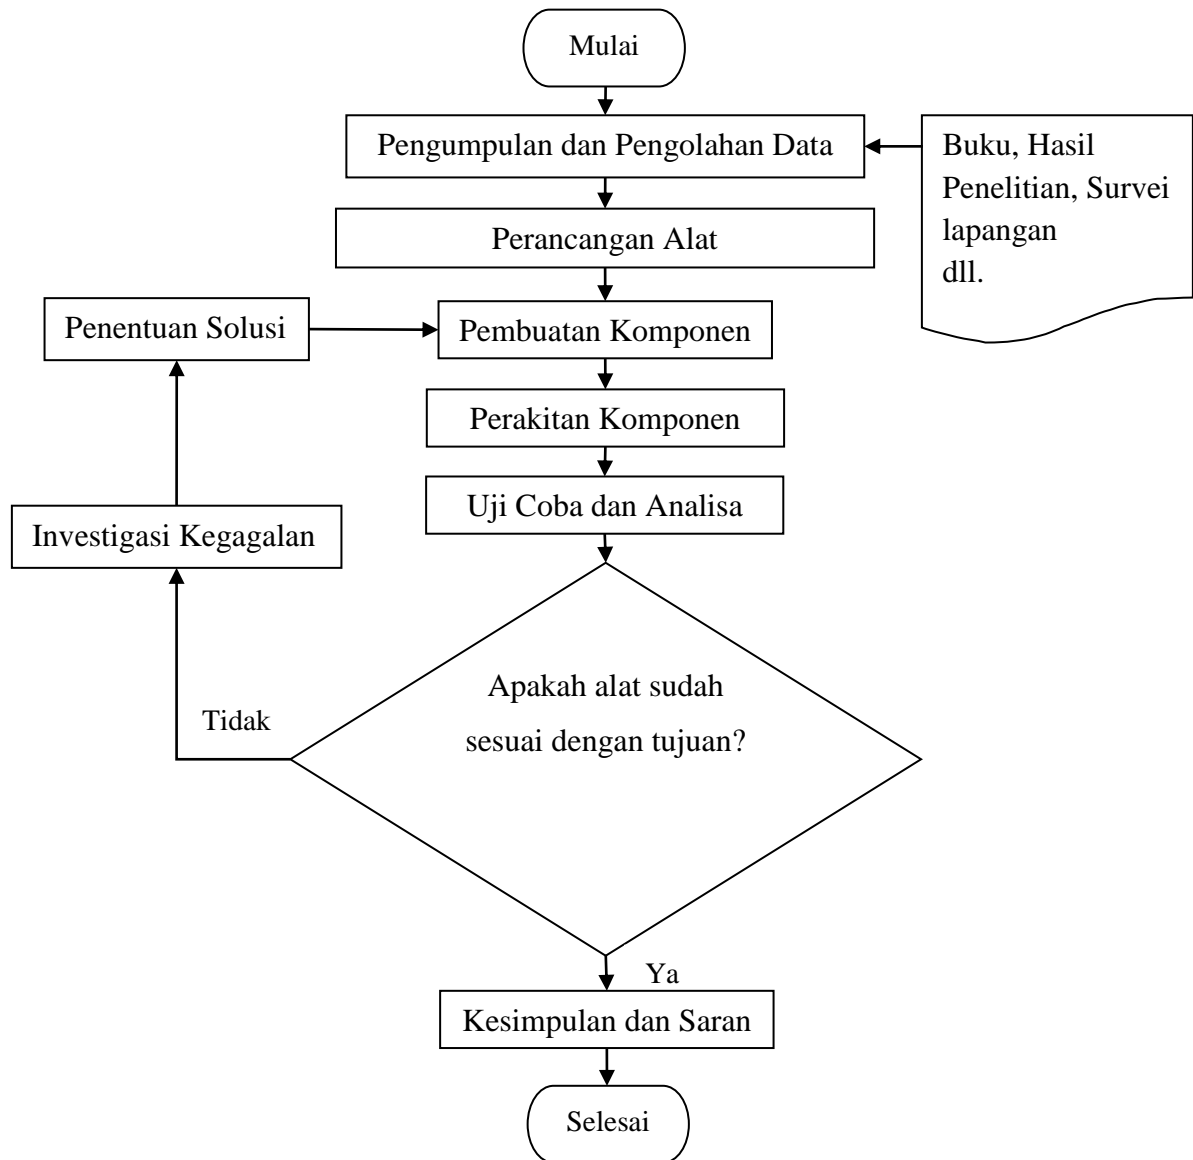 Mulai
Pengumpulan dan Pengolahan Data
Buku, Hasil
Penelitian, Survei
lapangan
dll.
Perancangan Alat
Penentuan Solusi
Pembuatan Komponen
Perakitan Komponen
Uji Coba dan Analisa
Investigasi Kegagalan
Apakah alat sudah
sesuai dengan tujuan?
Tidak
Ya
Kesimpulan dan Saran
Selesai